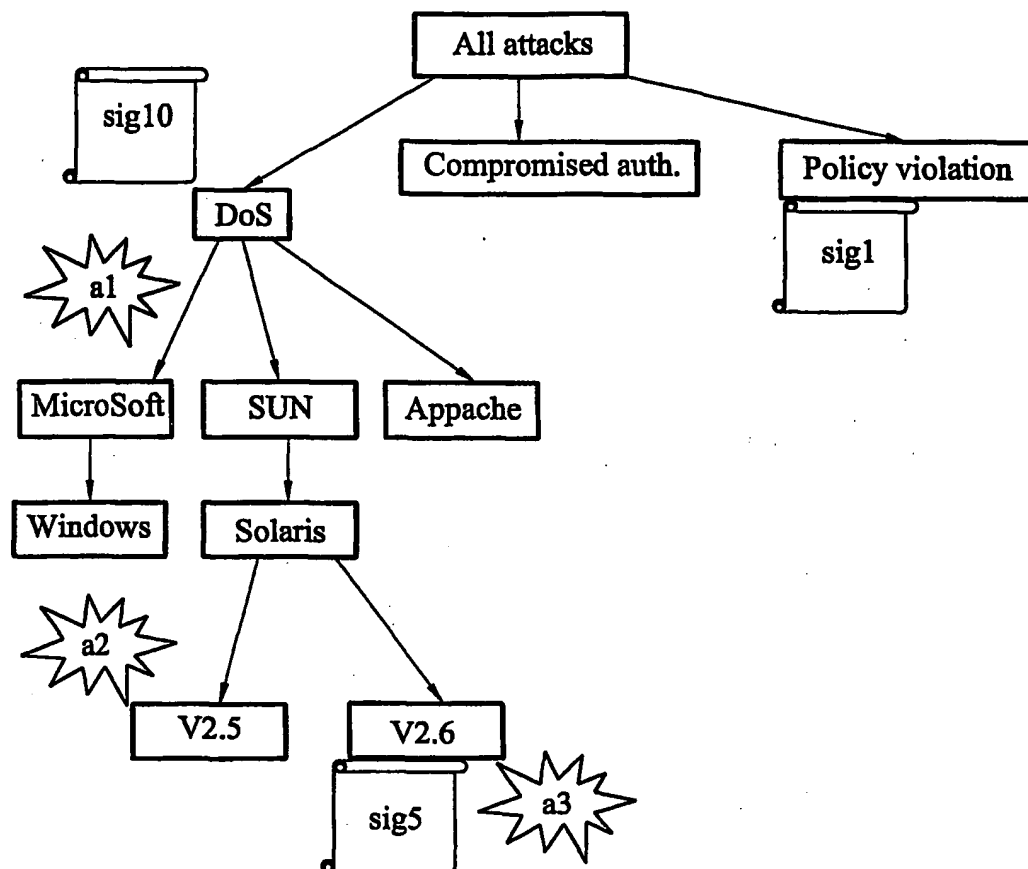 All attacks
sig10
Compromised auth.
Policy violation
DoS
sig1
a1
MicroSoft
SUN
Appache
Windows
Solaris
a2
V2.5
V2.6
sig5
a3